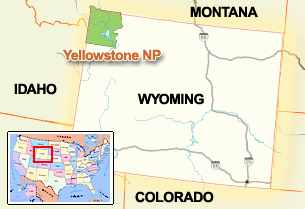 MONTANA
Yellowstone NP
IDAHO
WYOMING
COLORADO